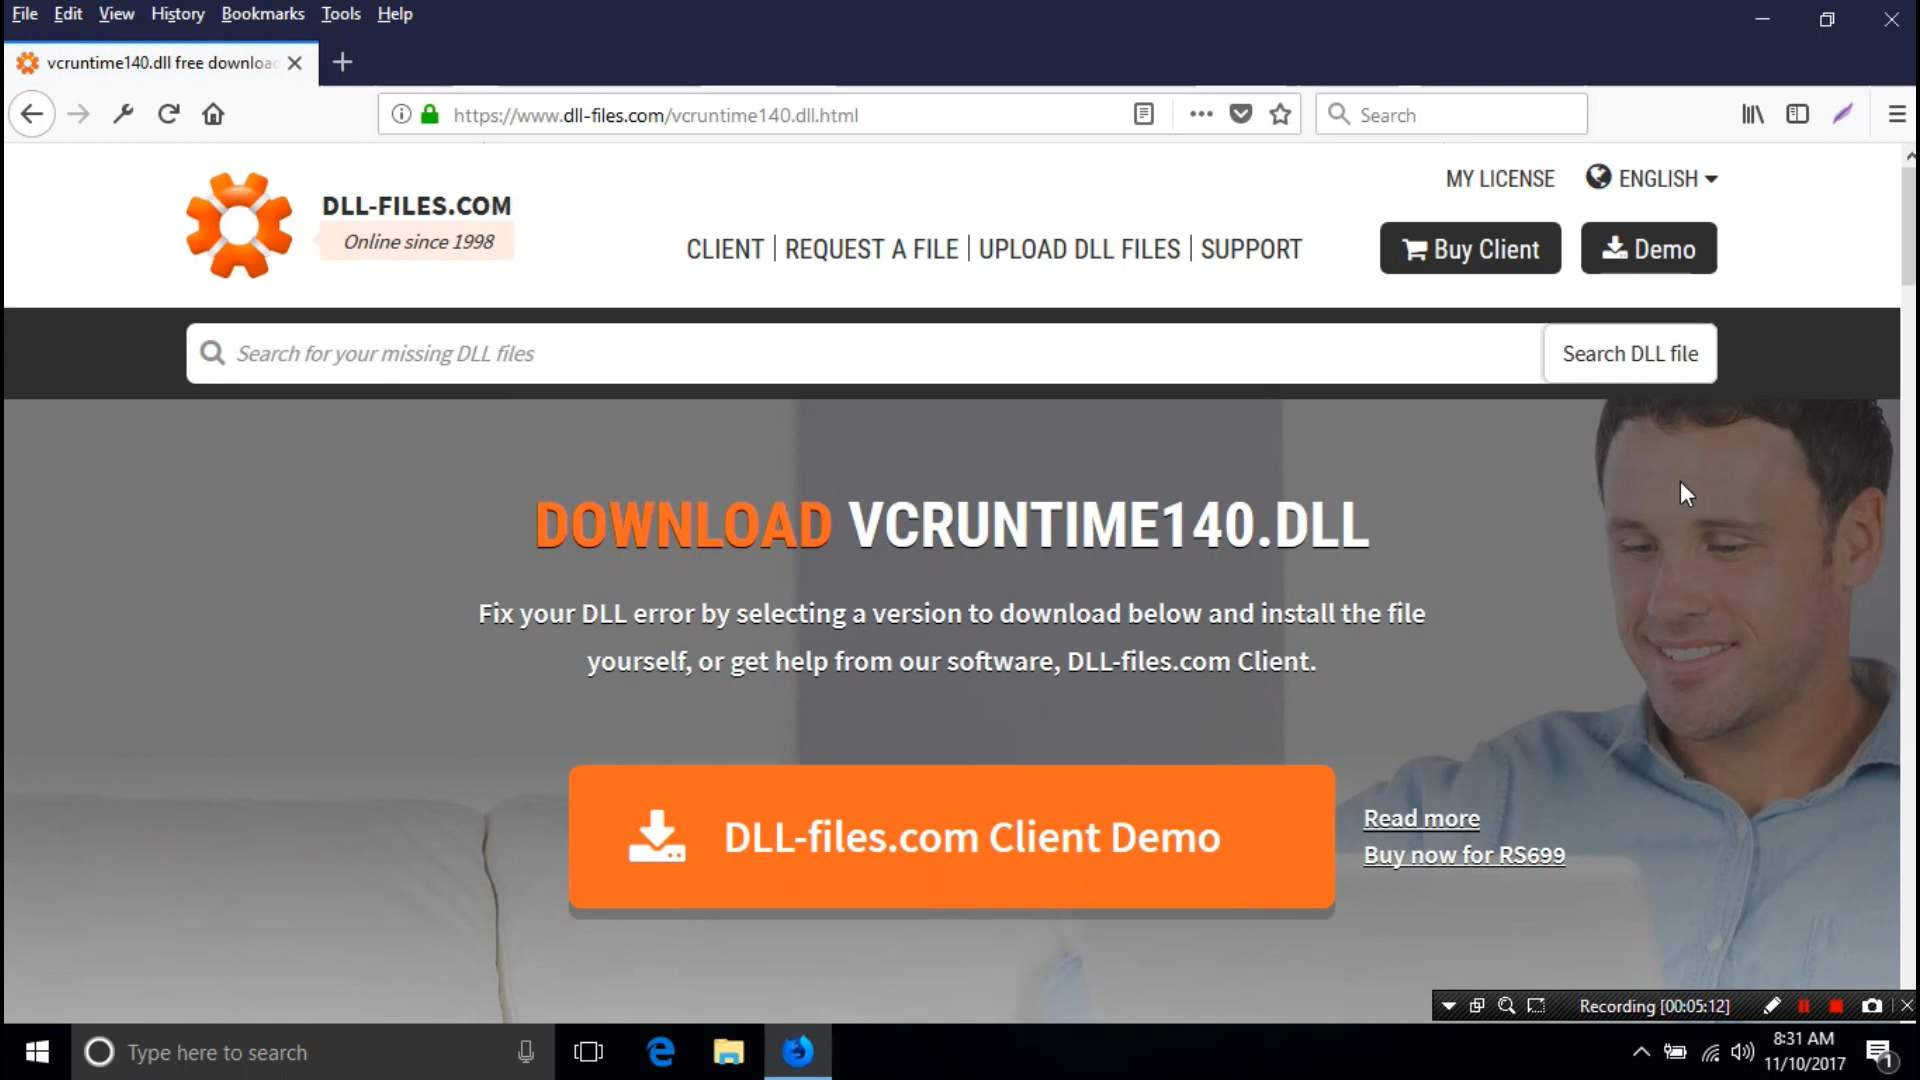 File Edit View History Bookmarks Tools Help
vcruntime140.dll free downloa
https://www.dll-files.com/vcruntime140.dll.html
Search
MY LICENSE
ENGLISH
DLL-FILES.COM
Online since 1998
CLIENT | REQUEST A FILE | UPLOAD DLL FILES | SUPPORT
Buy Client
Demo
Search for your missing DLL files
Search DLL file
DOWNLOAD VCRUNTIME140.DLL
Fix your DLL error by selecting a version to download below and install the file
yourself, or get help from our software, DLL-files.com Client.
DLL-files.com Client Demo
Read more
Buy now for RS699
Recording [00:05:12]
Type here to search
8:31 AM
11/10/2017
1